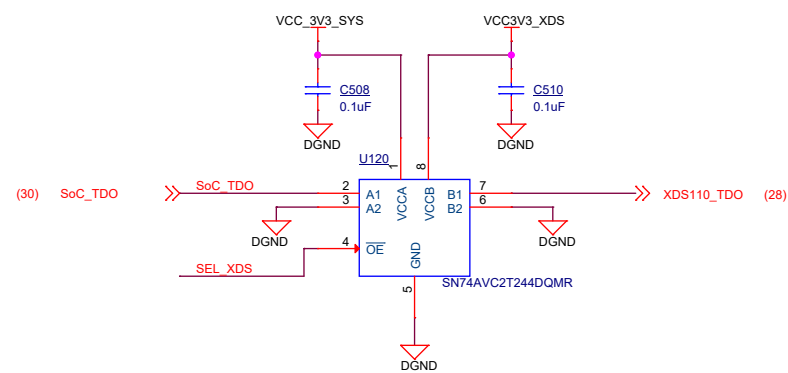 VCC_3V3_SYS
VCC3V3_XDS
C508
0.1uF
C510
0.1uF
DGND
DGND
U120
1
8
(30) SoC_TDO
SoC_TDO
2
A1
VCCA
VCCB
B1
7
XDS110_TDO (28)
3
A2
B2
6
DGND
DGND
4
OE
GND
SEL_XDS
5
SN74AVC2T244DQMR
DGND